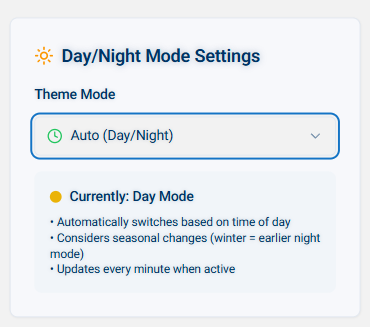 Day/Night Mode Settings
Theme Mode
Auto (Day/Night)
Currently: Day Mode
• Automatically switches based on time of day
• Considers seasonal changes (winter = earlier night
mode)
• Updates every minute when active